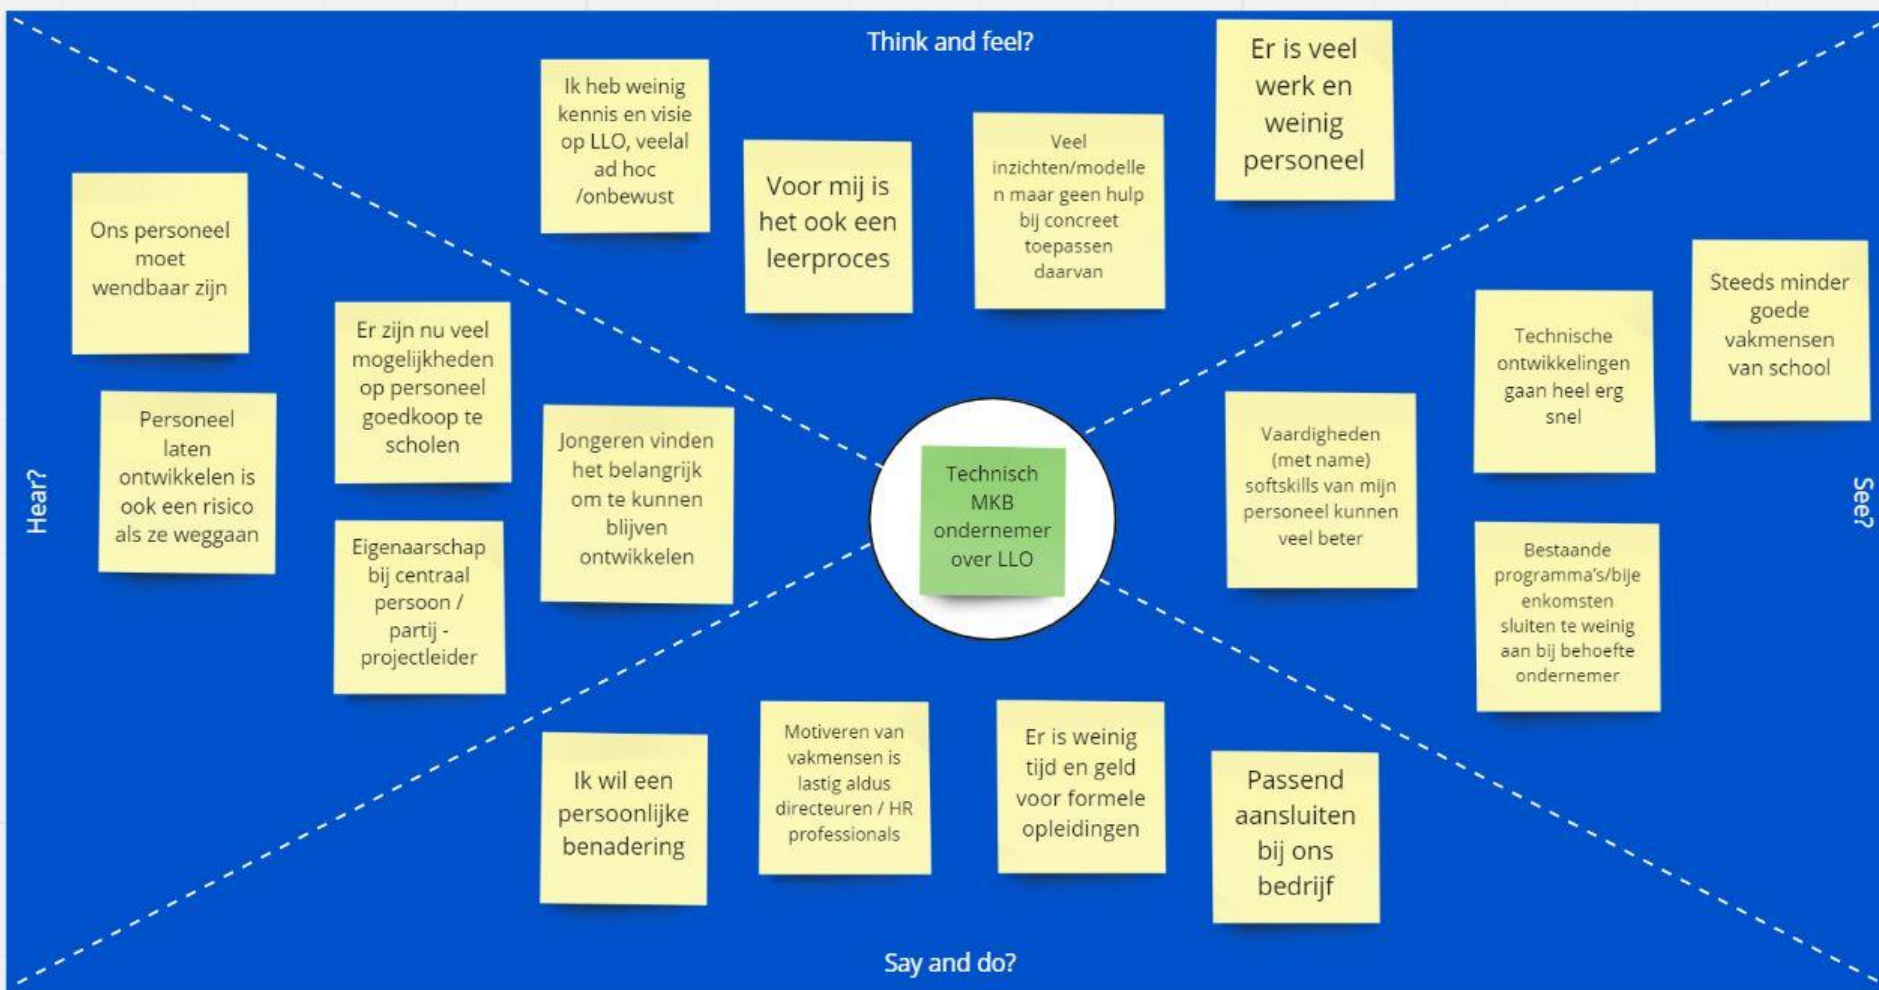 Think and feel?
Ik heb weinig
kennis en visie
op LLO, veelal
ad hoc
/onbewust
Voor mij is
het ook een
leerproces
Veel
inzichten/modelle
n maar geen hulp
bij concreet
toepassen
daarvan
Er is veel
werk en
weinig
personeel
Hear?
Ons personeel
moet
wendbaar zijn
Personeel
laten
ontwikkelen is
ook een risico
als ze weggaan
Er zijn nu veel
mogelijkheden
op personeel
goedkoop te
scholen
Eigenaarschap
bij centraal
persoon /
partij -
projectleider
Jongeren vinden
het belangrijk
om te kunnen
blijven
ontwikkelen
Technisch
MKB
ondernemer
over LLO
Vaardigheden
(met name)
softskills van mijn
personeel kunnen
veel beter
Technische
ontwikkelingen
gaan heel erg
snel
Steeds minder
goede
vakmensen
van school
Bestaande
programma's/bije
enkomsten
sluiten te weinig
aan bij behoefte
ondernemer
See?
Ik wil een
persoonlijke
benadering
Motiveren van
vakmensen is
lastig aldus
directeuren / HR
professionals
Er is weinig
tijd en geld
voor formele
opleidingen
Passend
aansluiten
bij ons
bedrijf
Say and do?